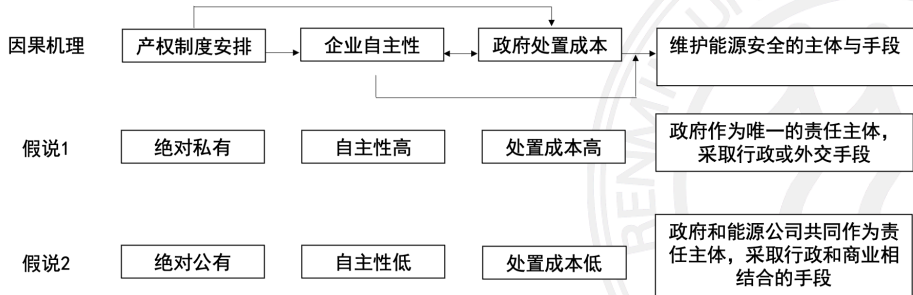 因果机理
产权制度安排
企业自主性
政府处置成本
维护能源安全的主体与手段
假说1
绝对私有
自主性高
处置成本高
政府作为唯一的责任主体，
采取行政或外交手段
假说2
绝对公有
自主性低
处置成本低
政府和能源公司共同作为责
任主体，采取行政和商业相
结合的手段